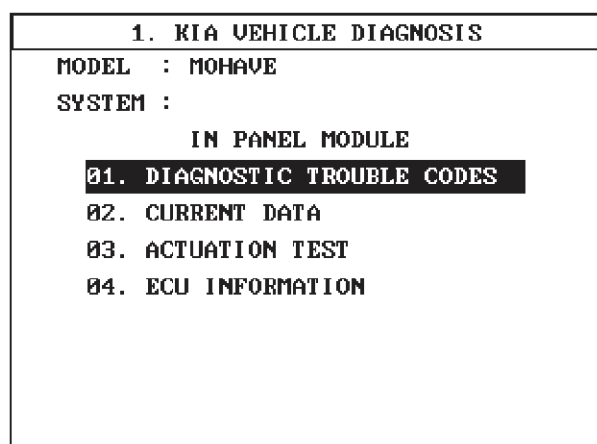 1. KIA VEHICLE DIAGNOSIS
MODEL : MOHAVE
SYSTEM :
IN PANEL MODULE
01. DIAGNOSTIC TROUBLE CODES
02. CURRENT DATA
03. ACTUATION TEST
04. ECU INFORMATION